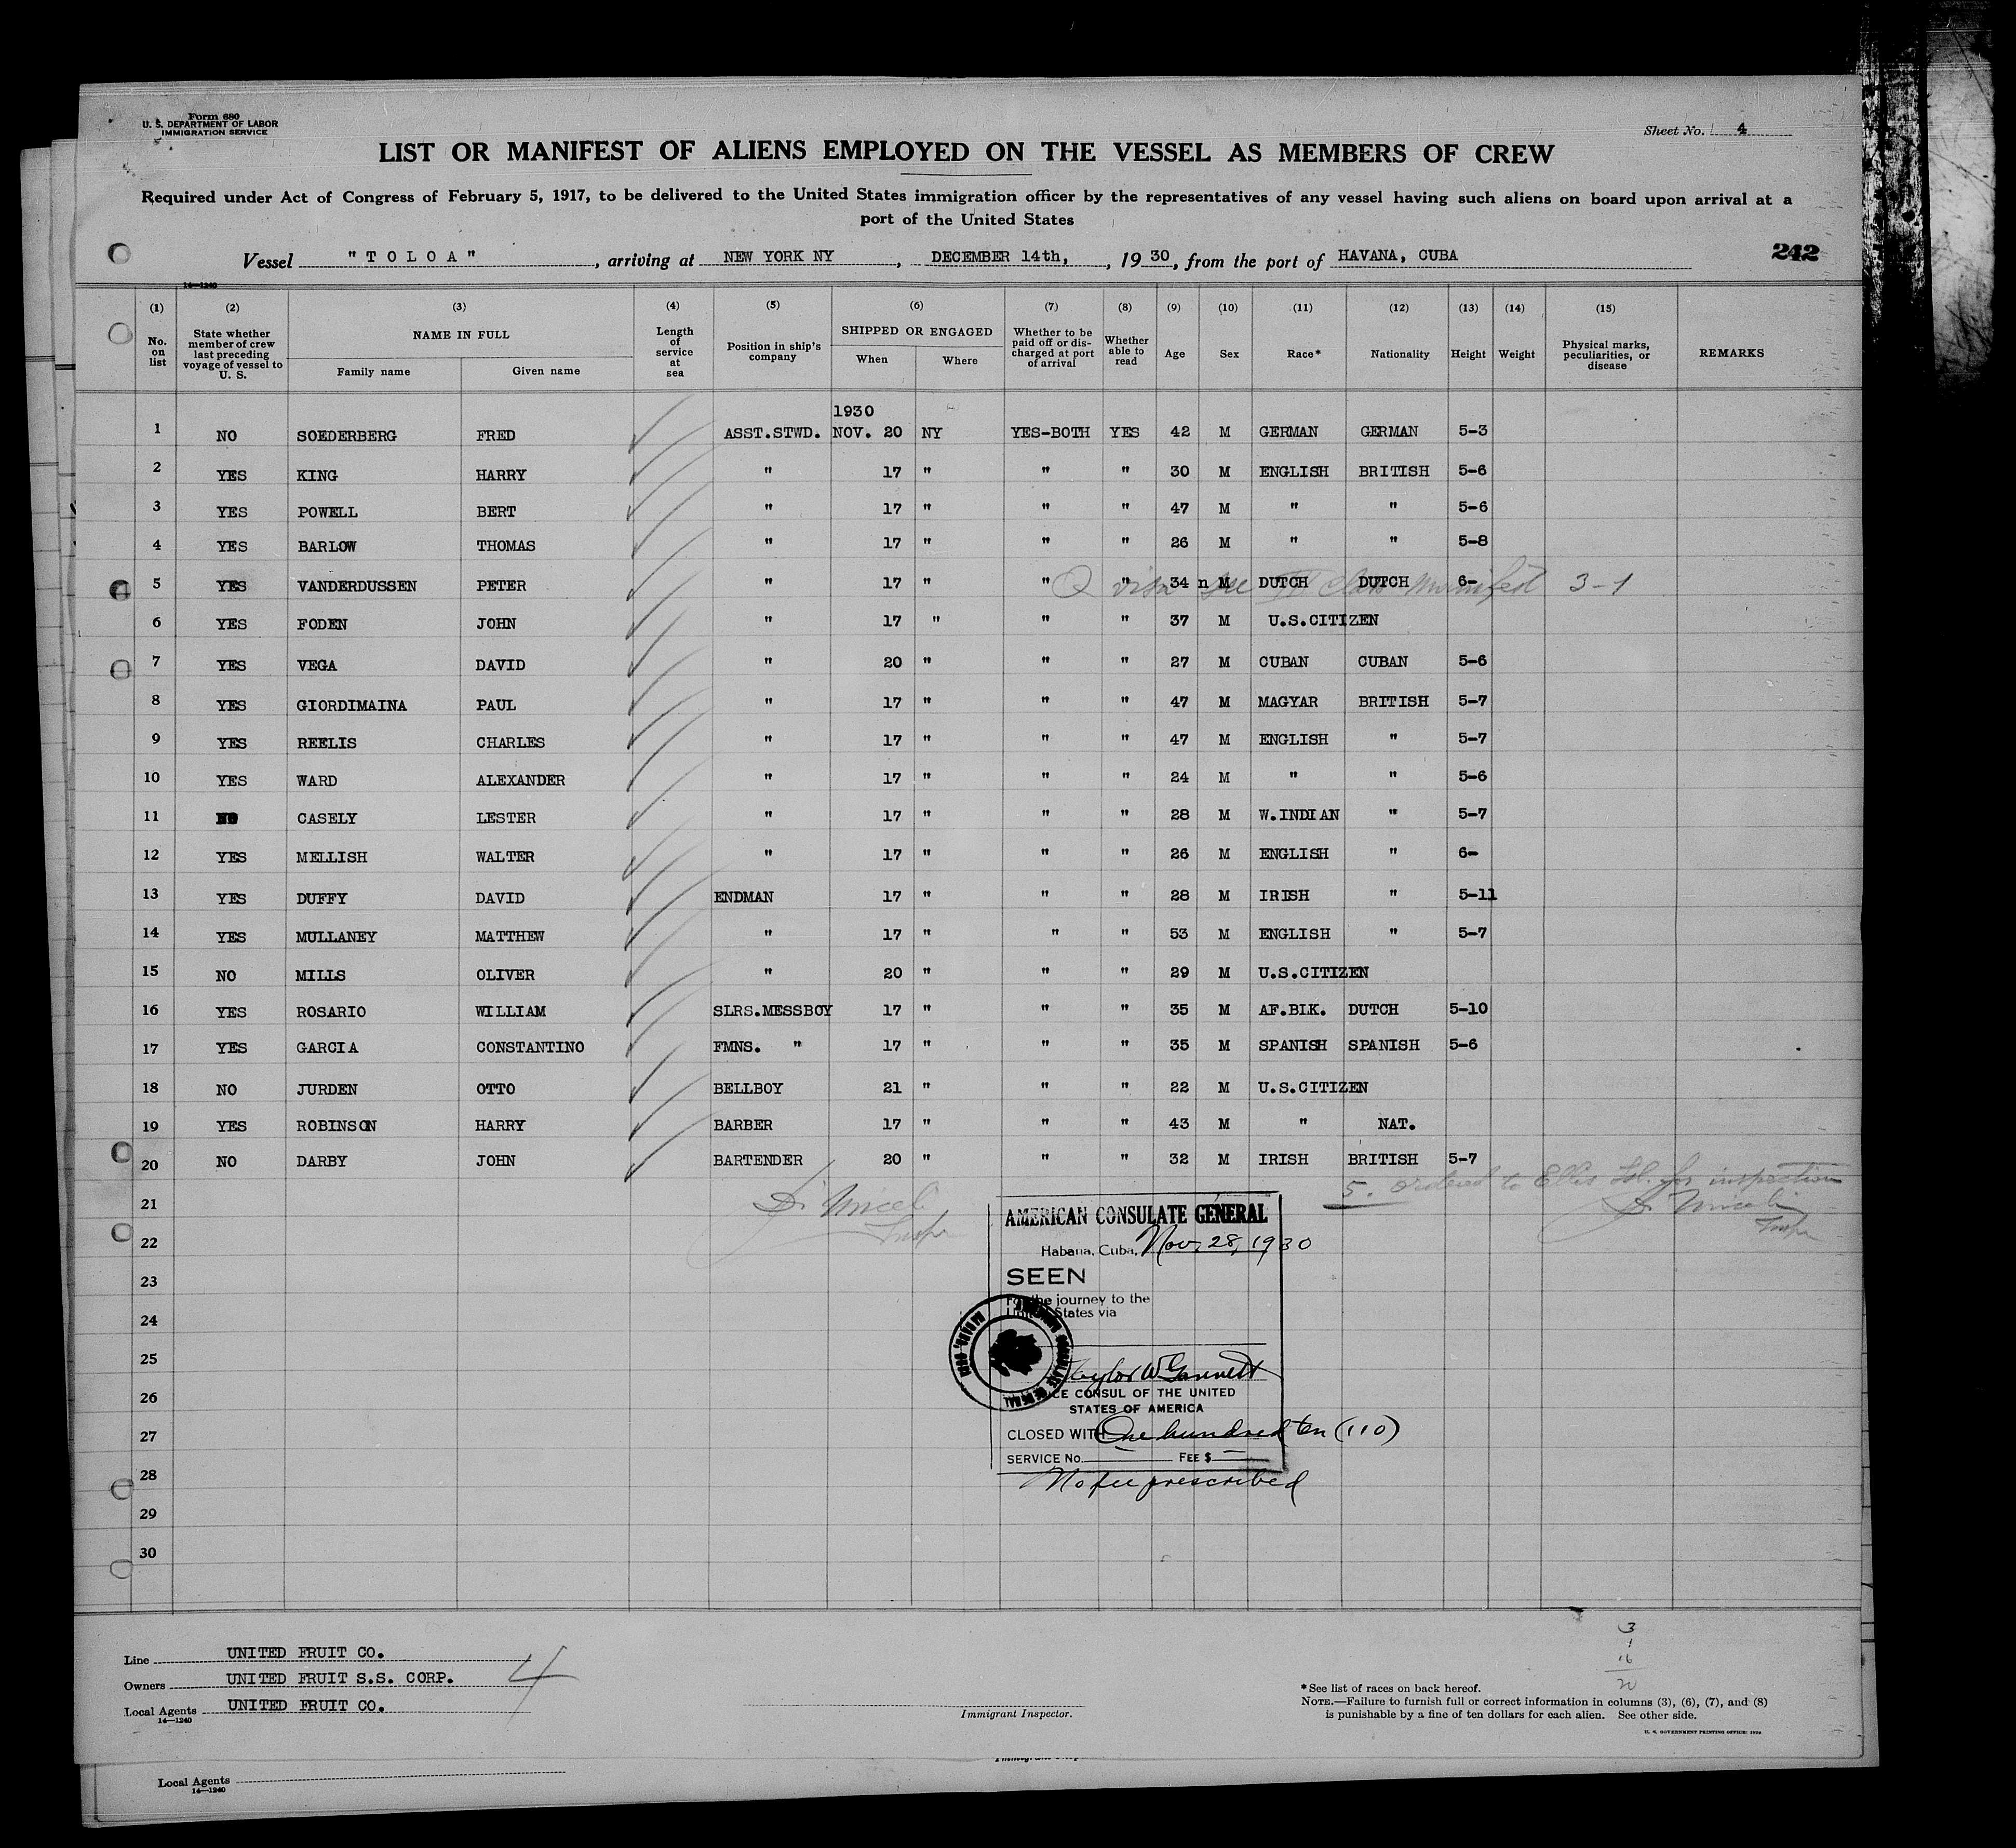 Form 680
U. S. DEPARTMENT OF LABOR
IMMIGRATION SERVICE
Sheet No. 4
LIST OR MANIFEST OF ALIENS EMPLOYED ON THE VESSEL AS MEMBERS OF CREW
Required under Act of Congress of February 5, 1917, to be delivered to the United States immigration officer by the representatives of any vessel having such aliens on board upon arrival at a
port of the United States
Vessel "TOLOA", arriving at NEW YORK NY, DECEMBER 14th, , 1930, from the port of HAVANA, CUBA
242
14—1240
(1) (2) (3) (4) (5) (6) (7) (8) (9) (10) (11) (12) (13) (14) (15)
No. on list State whether member of crew last preceding voyage of vessel to U. S. NAME IN FULL Family name Given name Length of service at sea Position in ship's company SHIPPED OR ENGAGED When Where Whether to be paid off or discharged at port of arrival Whether able to read Age Sex Race* Nationality Height Weight Physical marks, peculiarities, or disease REMARKS
1930
1 NO SOEDERBERG FRED ASST.STWD. NOV. 20 NY YES-BOTH YES 42 M GERMAN GERMAN 5-3
2 YES KING HARRY " 17 " " " 30 M ENGLISH BRITISH 5-6
3 YES POWELL BERT " 17 " " " 47 M " " 5-6
4 YES BARLOW THOMAS " 17 " " " 26 M " " 5-8
5 YES VANDERDUSSEN PETER " 17 " " " 34 n M DUTCH DUTCH 6-
visa see II Class Manifest 3-1
6 YES FODEN JOHN " 17 " " " 37 M U.S.CITIZEN
7 YES VEGA DAVID " 20 " " " 27 M CUBAN CUBAN 5-6
8 YES GIORDIMAINA PAUL " 17 " " " 47 M MAGYAR BRITISH 5-7
9 YES REELIS CHARLES " 17 " " " 47 M ENGLISH " 5-7
10 YES WARD ALEXANDER " 17 " " " 24 M " " 5-6
11 NO CASELY LESTER " 17 " " " 28 M W.INDIAN " 5-7
12 YES MELLISH WALTER " 17 " " " 26 M ENGLISH " 6-
13 YES DUFFY DAVID ENDMAN 17 " " " 28 M IRISH " 5-11
14 YES MULLANEY MATTHEW " 17 " " " 53 M ENGLISH " 5-7
15 NO MILLS OLIVER " 20 " " " 29 M U.S.CITIZEN
16 YES ROSARIO WILLIAM SLRS.MESSBOY 17 " " " 35 M AF.BLK. DUTCH 5-10
17 YES GARCIA CONSTANTINO FMNS. " 17 " " " 35 M SPANISH SPANISH 5-6
18 NO JURDEN OTTO BELLBOY 21 " " " 22 M U.S.CITIZEN
19 YES ROBINSON HARRY BARBER 17 " " " 43 M " NAT.
20 NO DARBY JOHN BARTENDER 20 " " " 32 M IRISH BRITISH 5-7
5. ordered to Ellis Isl. for inspection
21
22
23
24
25
26
27
28
29
30
S. Miceli
Inspr
S. Miceli
Inspr
AMERICAN CONSULATE GENERAL
Habana, Cuba, Nov. 28, 1930
SEEN
For the journey to the
United States via
Taylor W. Gannett
VICE CONSUL OF THE UNITED
STATES OF AMERICA
CLOSED WITH One hundred ten (110)
SERVICE No. FEE $
No fee prescribed
3
1
16
20
Line UNITED FRUIT CO.
Owners UNITED FRUIT S.S. CORP.
Local Agents UNITED FRUIT CO.
14—1240
4
Immigrant Inspector.
*See list of races on back hereof.
NOTE.—Failure to furnish full or correct information in columns (3), (6), (7), and (8)
is punishable by a fine of ten dollars for each alien. See other side.
Local Agents
14—1240